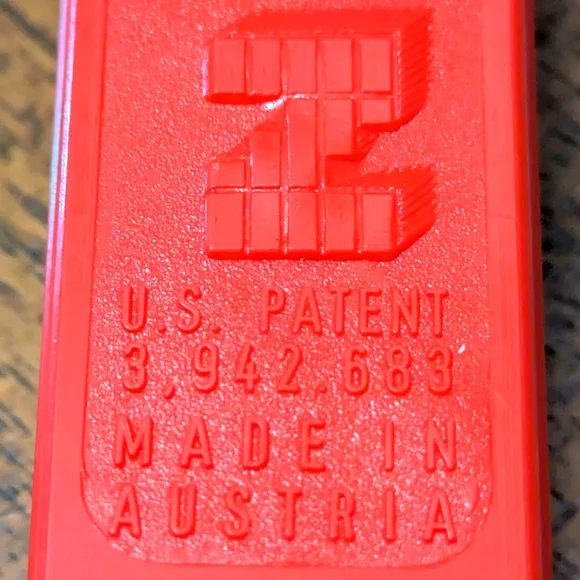 Z
U.S. PATENT
3,942.683
MADE IN
AUSTRIA